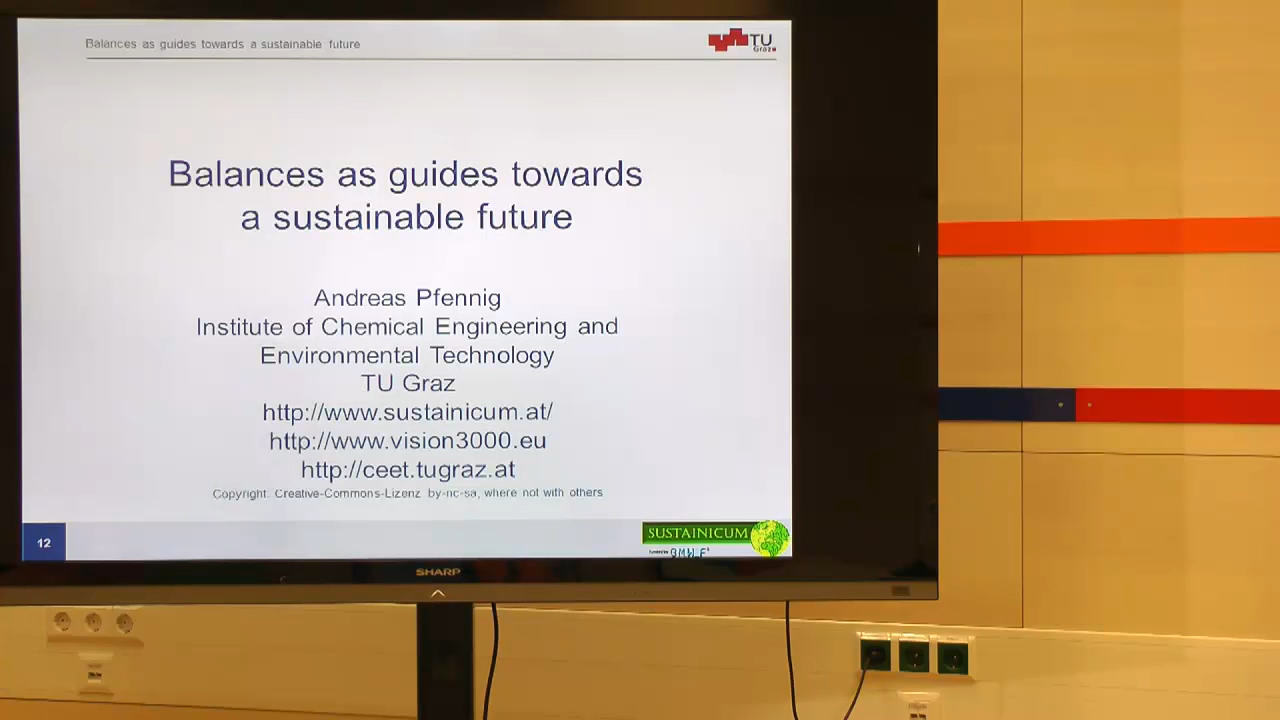 Balances as guides towards a sustainable future
TU
Graz
Balances as guides towards
a sustainable future
Andreas Pfennig
Institute of Chemical Engineering and
Environmental Technology
TU Graz
http://www.sustainicum.at/
http://www.vision3000.eu
http://ceet.tugraz.at
Copyright: Creative-Commons-Lizenz by-nc-sa, where not with others
12
SUSTAINICUM
SHARP